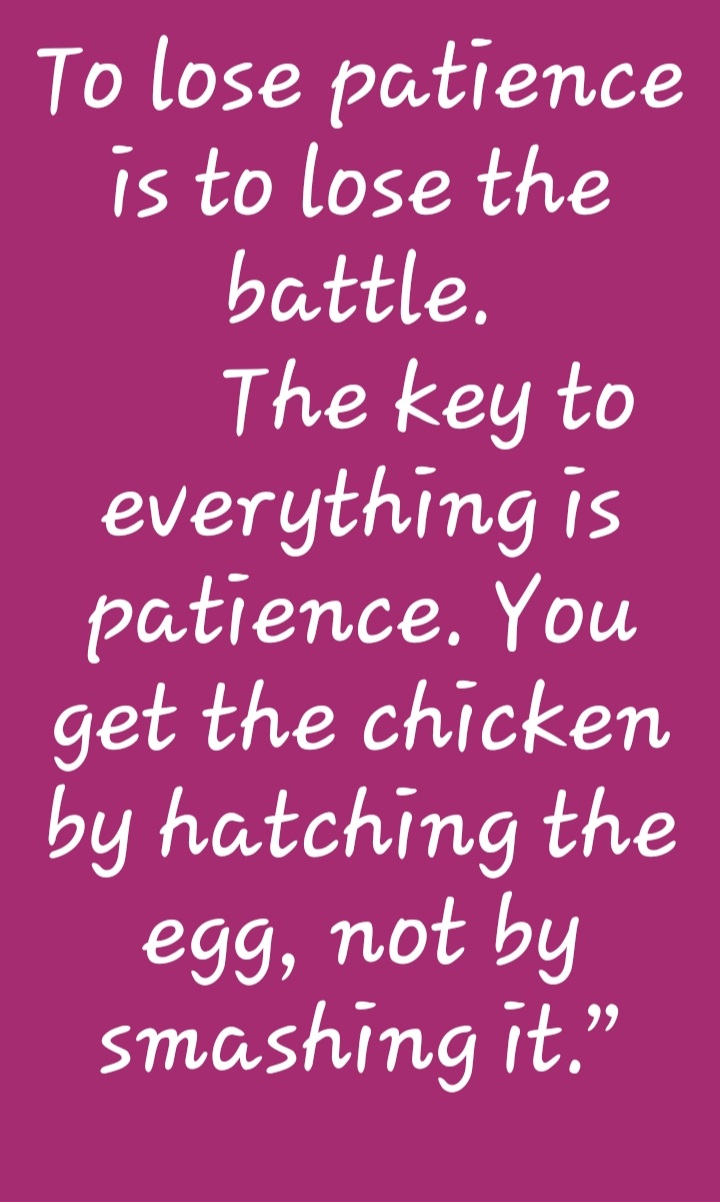 To lose patience
is to lose the
battle.
The key to
everything is
patience. You
get the chicken
by hatching the
egg, not by
smashing it.”